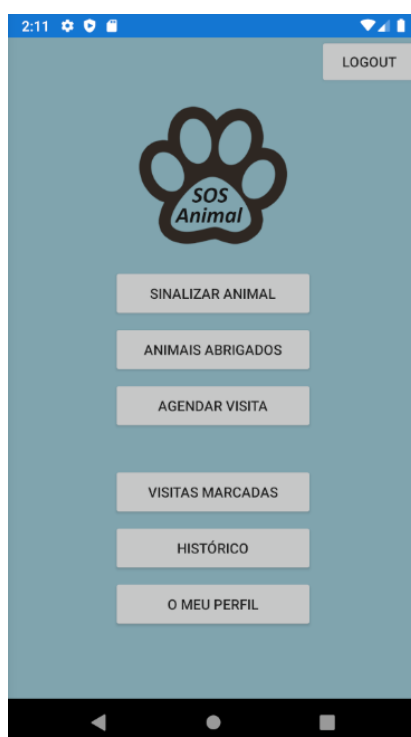 2:11
LOGOUT
SOS
Animal
SINALIZAR ANIMAL
ANIMAIS ABRIGADOS
AGENDAR VISITA
VISITAS MARCADAS
HISTÓRICO
O MEU PERFIL